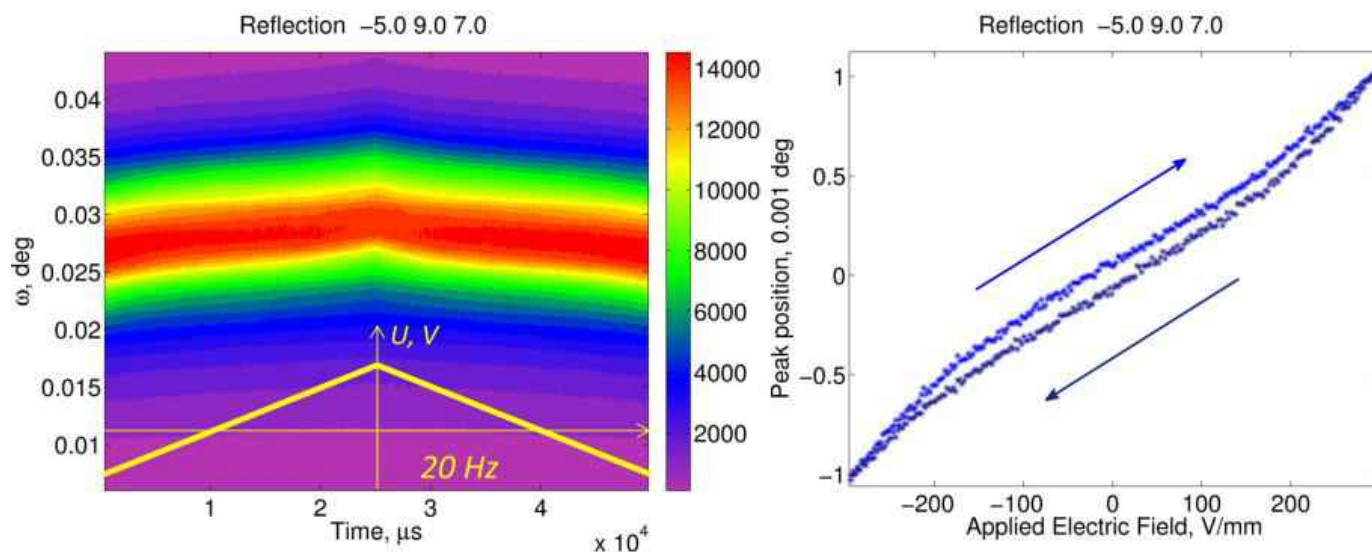 Reflection -5.0 9.0 7.0
ω, deg
0.04
0.035
0.03
0.025
0.02
0.015
0.01
U, V
20 Hz
1 2 3 4
Time, μs
x 10^4
14000
12000
10000
8000
6000
4000
2000
Reflection -5.0 9.0 7.0
Peak position, 0.001 deg
1
0.5
0
−0.5
−1
−200 −100 0 100 200
Applied Electric Field, V/mm